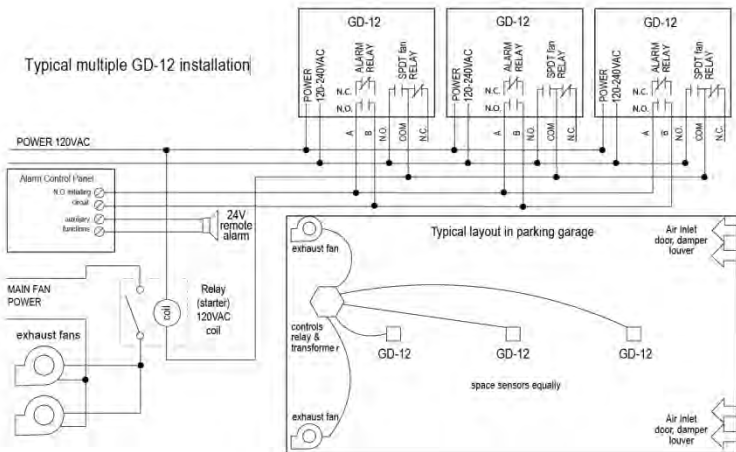 Typical multiple GD-12 installation
GD-12
POWER
120-240VAC
ALARM
RELAY
SPDT fan
RELAY
N.C.
N.O.
A
B
N.O.
COM
N.C.
GD-12
POWER
120-240VAC
ALARM
RELAY
SPDT fan
RELAY
N.C.
N.O.
A
B
N.O.
COM
N.C.
GD-12
POWER
120-240VAC
ALARM
RELAY
SPDT fan
RELAY
N.C.
N.O.
A
B
N.O.
COM
N.C.
POWER 120VAC
Alarm Control Panel
N.O. initiating
circuit
auxiliary
functions
24V
remote
alarm
MAIN FAN
POWER
coil
Relay
(starter)
120VAC
coil
exhaust fans
Typical layout in parking garage
exhaust fan
Air inlet
door, damper
louver
controls
relay &
transformer
GD-12
GD-12
GD-12
space sensors equally
exhaust fan
Air inlet
door, damper
louver